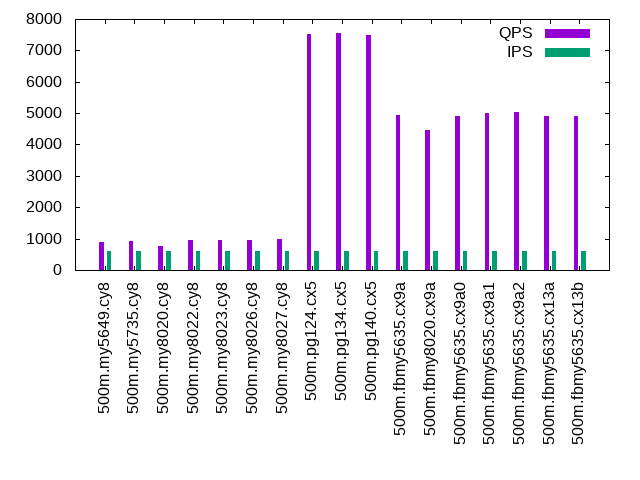 8000
7000
6000
5000
4000
3000
2000
1000
0
QPS
IPS
500m.my5649.cy8
500m.my5735.cy8
500m.my8020.cy8
500m.my8022.cy8
500m.my8023.cy8
500m.my8026.cy8
500m.my8027.cy8
500m.pg124.cx5
500m.pg134.cx5
500m.pg140.cx5
500m.fbmy5635.cx9a
500m.fbmy8020.cx9a
500m.fbmy5635.cx9a0
500m.fbmy5635.cx9a1
500m.fbmy5635.cx9a2
500m.fbmy5635.cx13a
500m.fbmy5635.cx13b